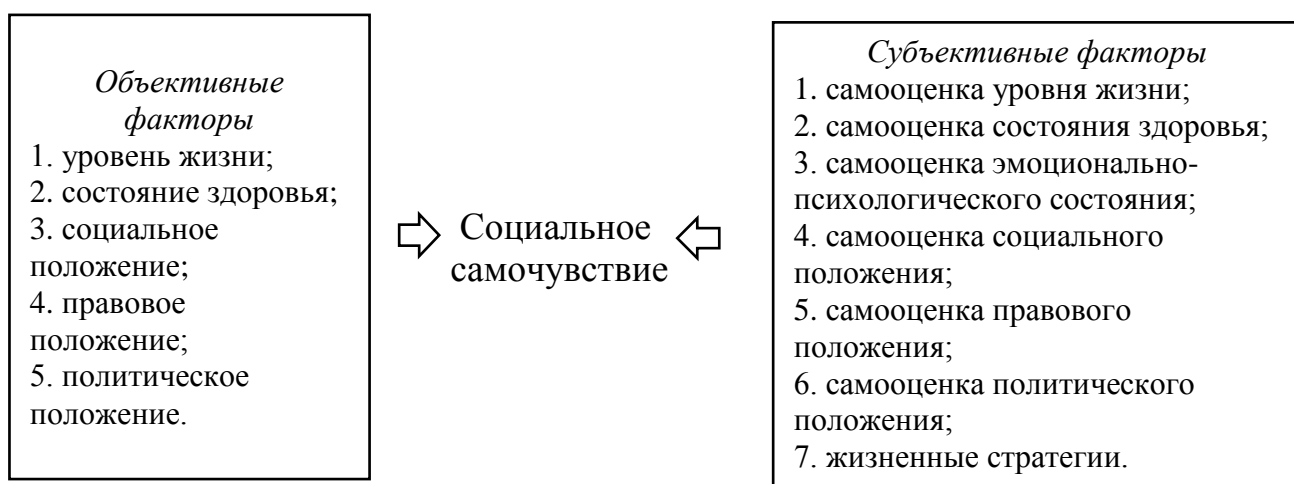 Объективные
факторы
1. уровень жизни;
2. состояние здоровья;
3. социальное
положение;
4. правовое
положение;
5. политическое
положение.
Социальное
самочувствие
Субъективные факторы
1. самооценка уровня жизни;
2. самооценка состояния здоровья;
3. самооценка эмоционально-
психологического состояния;
4. самооценка социального
положения;
5. самооценка правового
положения;
6. самооценка политического
положения;
7. жизненные стратегии.